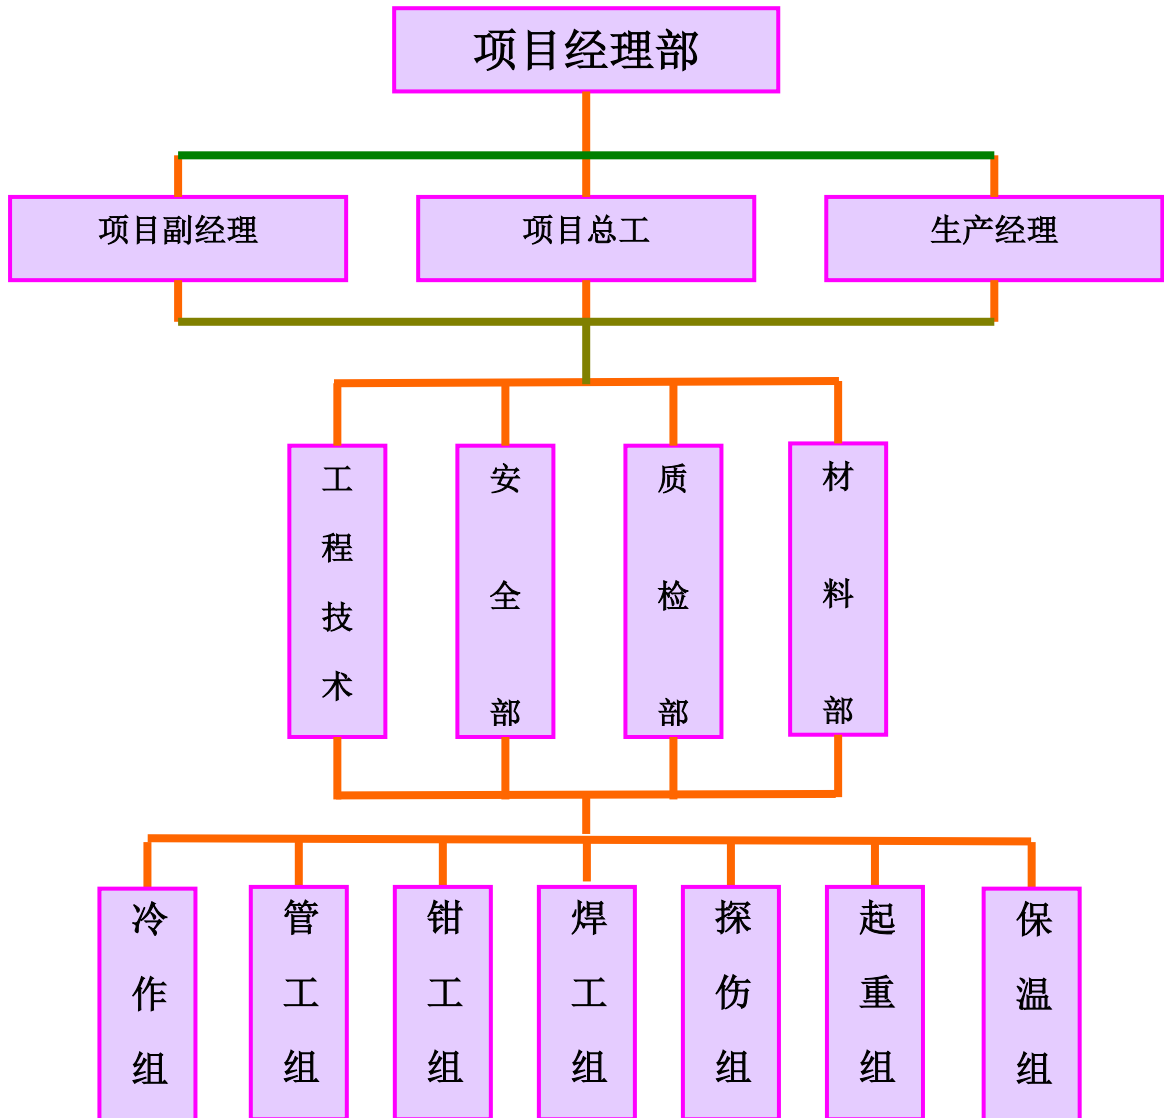 项目经理部
项目副经理
项目总工
生产经理
工程技术
安全部
质检部
材料部
冷作组
管工组
钳工组
焊工组
探伤组
起重组
保温组